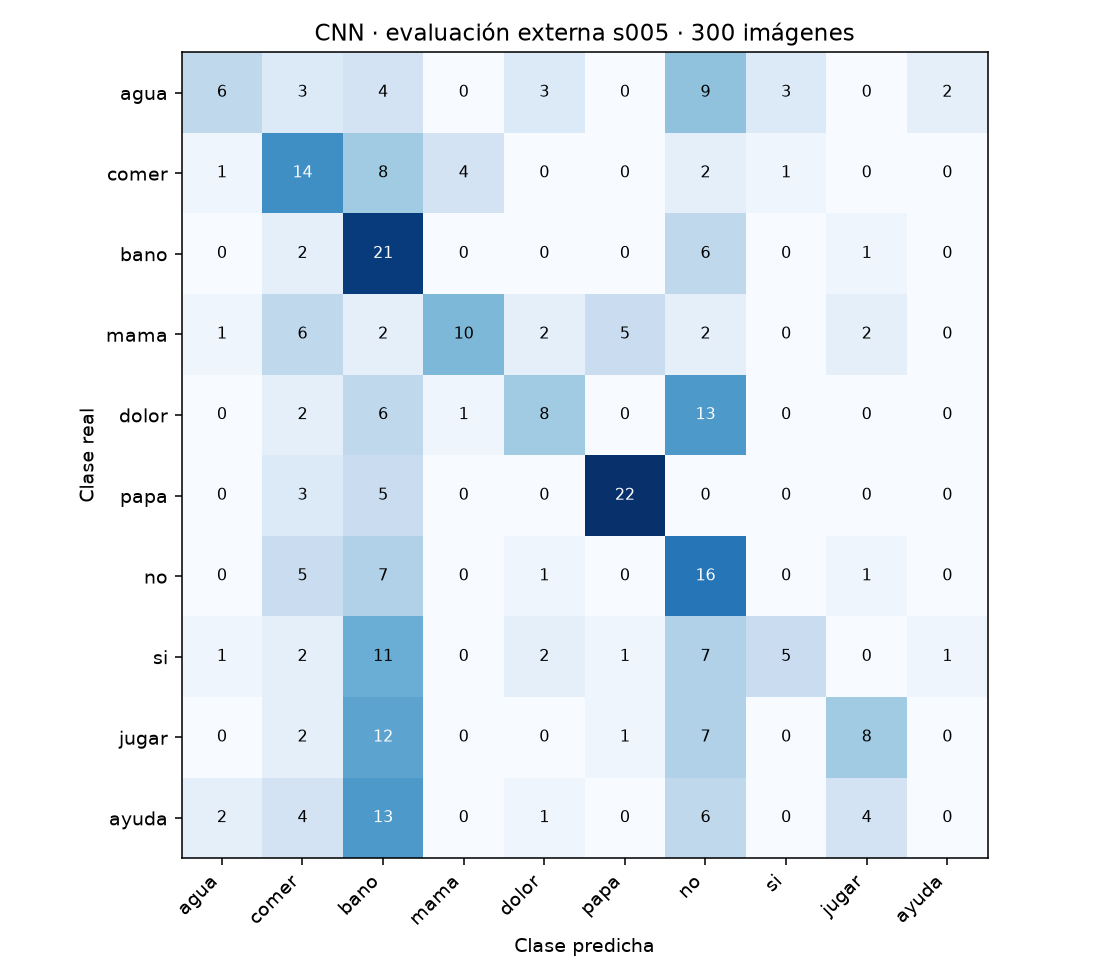 CNN · evaluación externa s005 · 300 imágenes
agua 6 3 4 0 3 0 9 3 0 2
comer 1 14 8 4 0 0 2 1 0 0
bano 0 2 21 0 0 0 6 0 1 0
mama 1 6 2 10 2 5 2 0 2 0
dolor 0 2 6 1 8 0 13 0 0 0
papa 0 3 5 0 0 22 0 0 0 0
no 0 5 7 0 1 0 16 0 1 0
si 1 2 11 0 2 1 7 5 0 1
jugar 0 2 12 0 0 1 7 0 8 0
ayuda 2 4 13 0 1 0 6 0 4 0
Clase real
agua comer bano mama dolor papa no si jugar ayuda
Clase predicha